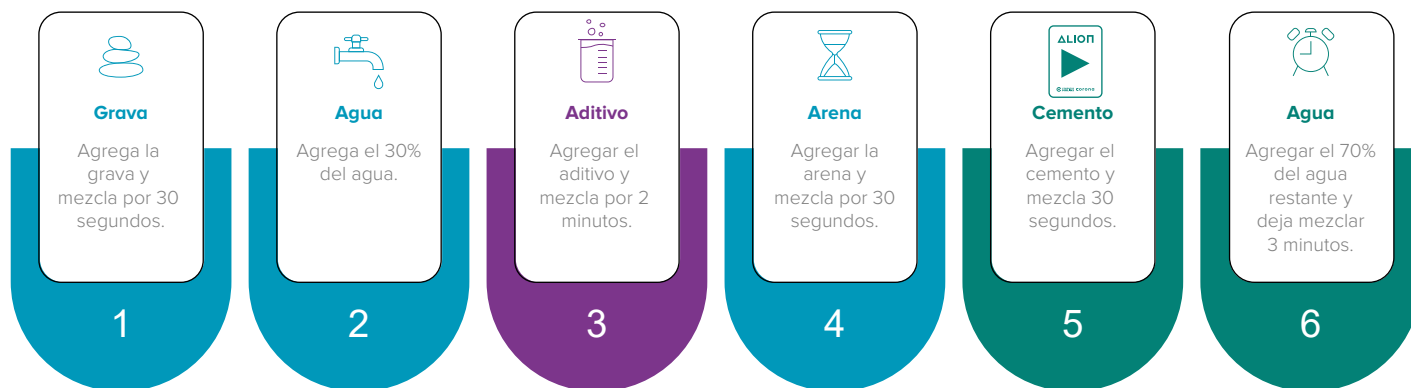 Grava
Agrega la
grava y
mezcla por 30
segundos.
1
Agua
Agrega el 30%
del agua.
2
Aditivo
Agregar el
aditivo y
mezcla por 2
minutos.
3
Arena
Agregar la
arena y
mezcla por 30
segundos.
4
ALION
corona
Cemento
Agregar el
cemento y
mezcla 30
segundos.
5
Agua
Agregar el 70%
del agua
restante y
deja mezclar
3 minutos.
6